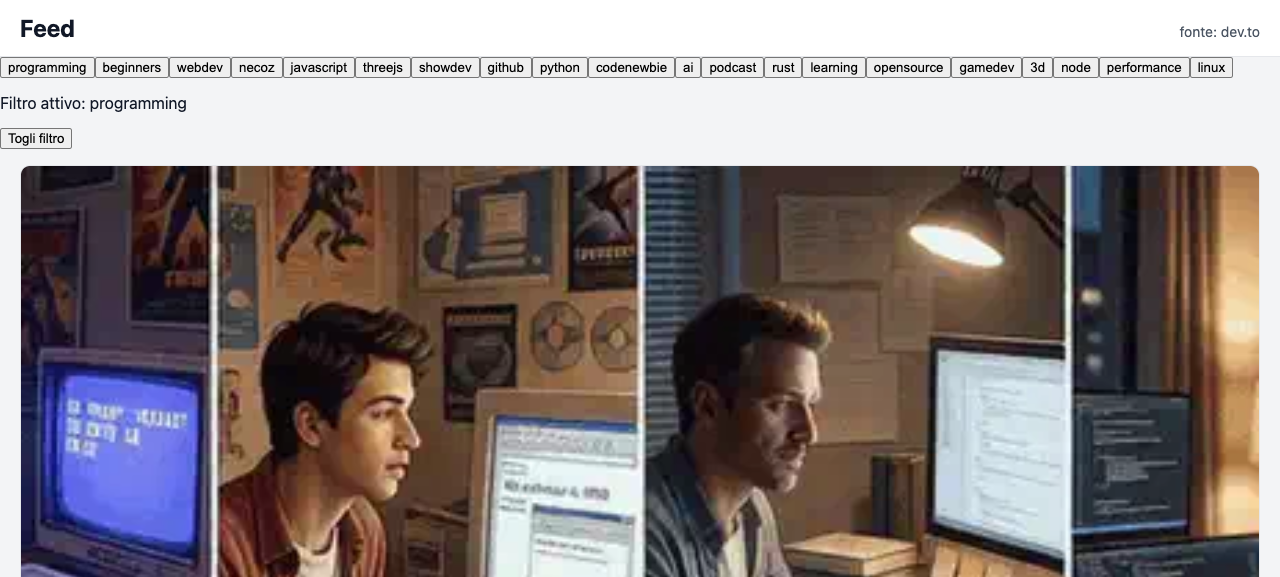 Feed
fonte: dev.to
programming beginners webdev necoz javascript threejs showdev github python codenewbie ai podcast rust learning opensource gamedev 3d node performance linux
Filtro attivo: programming
Togli filtro